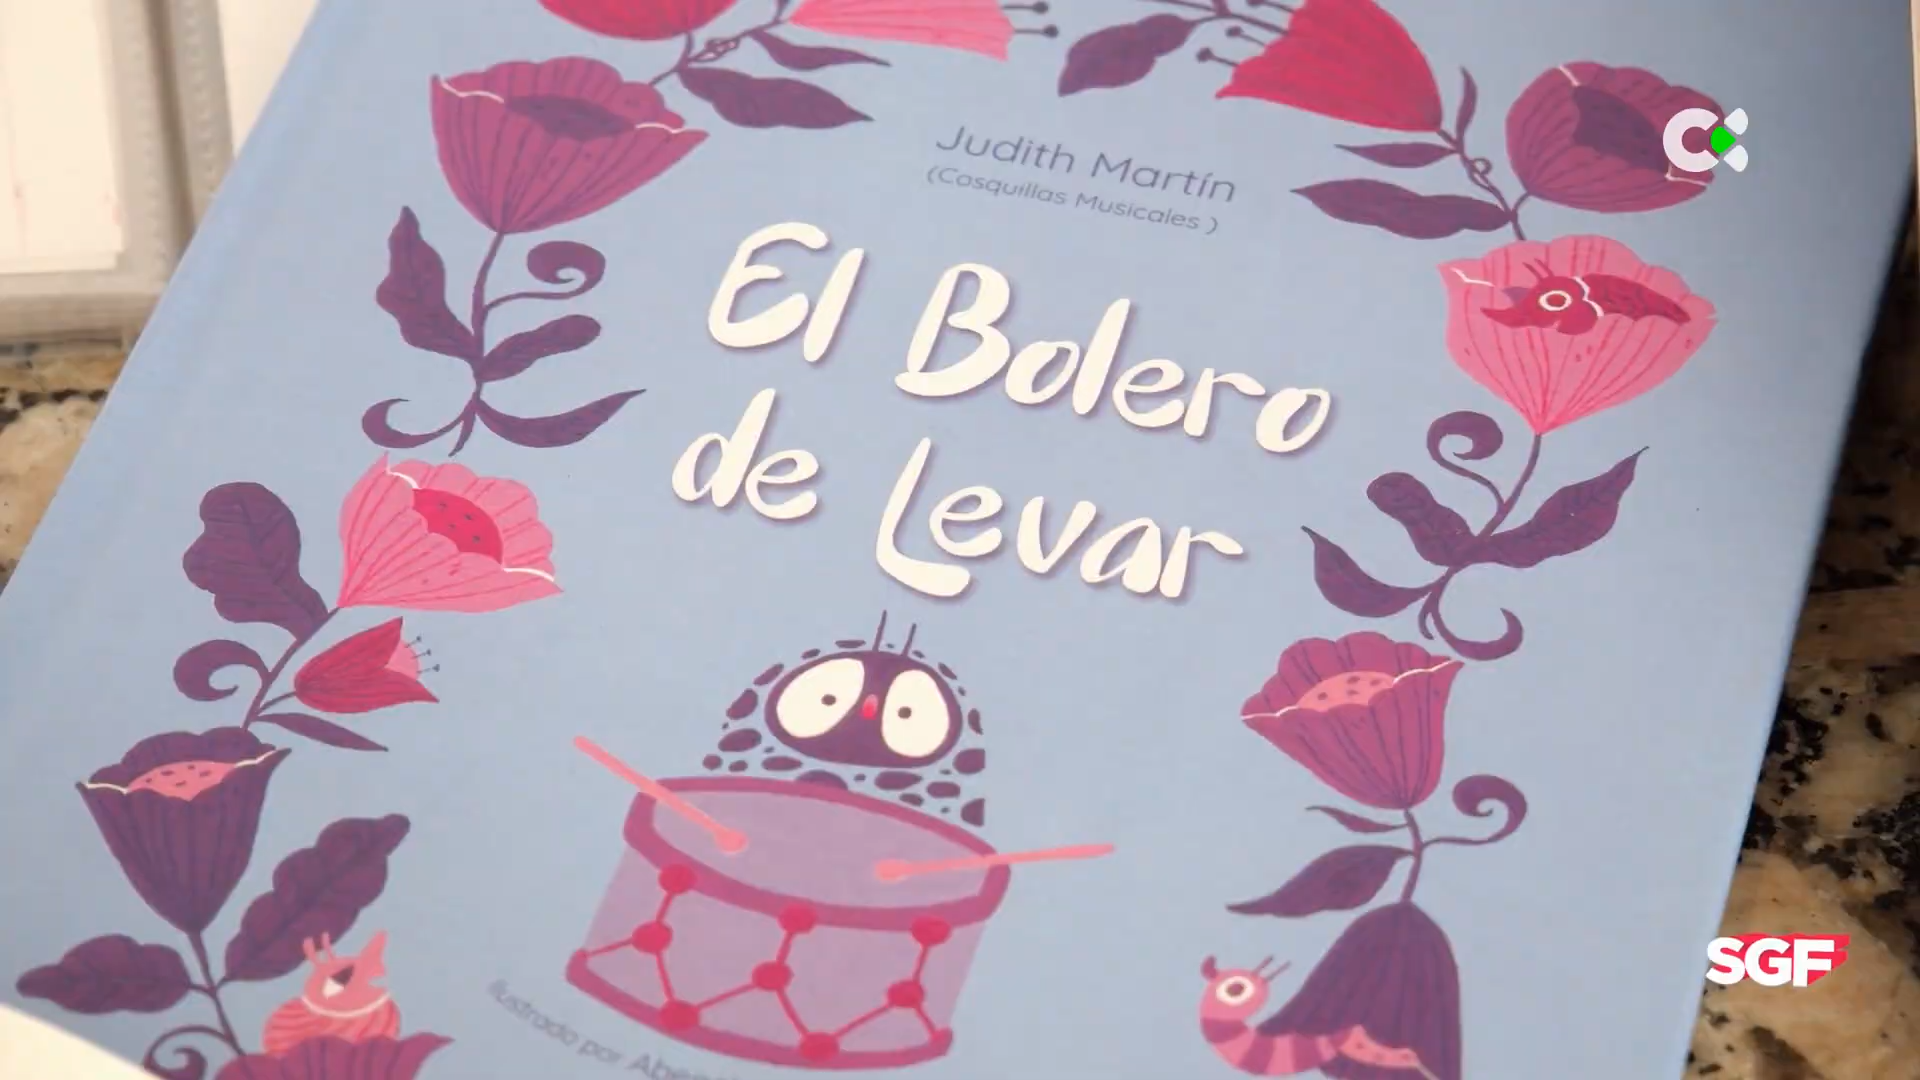 Judith Martín
(Cosquillas Musicales)
El Bolero
de Levar
Ilustrado por
SGF